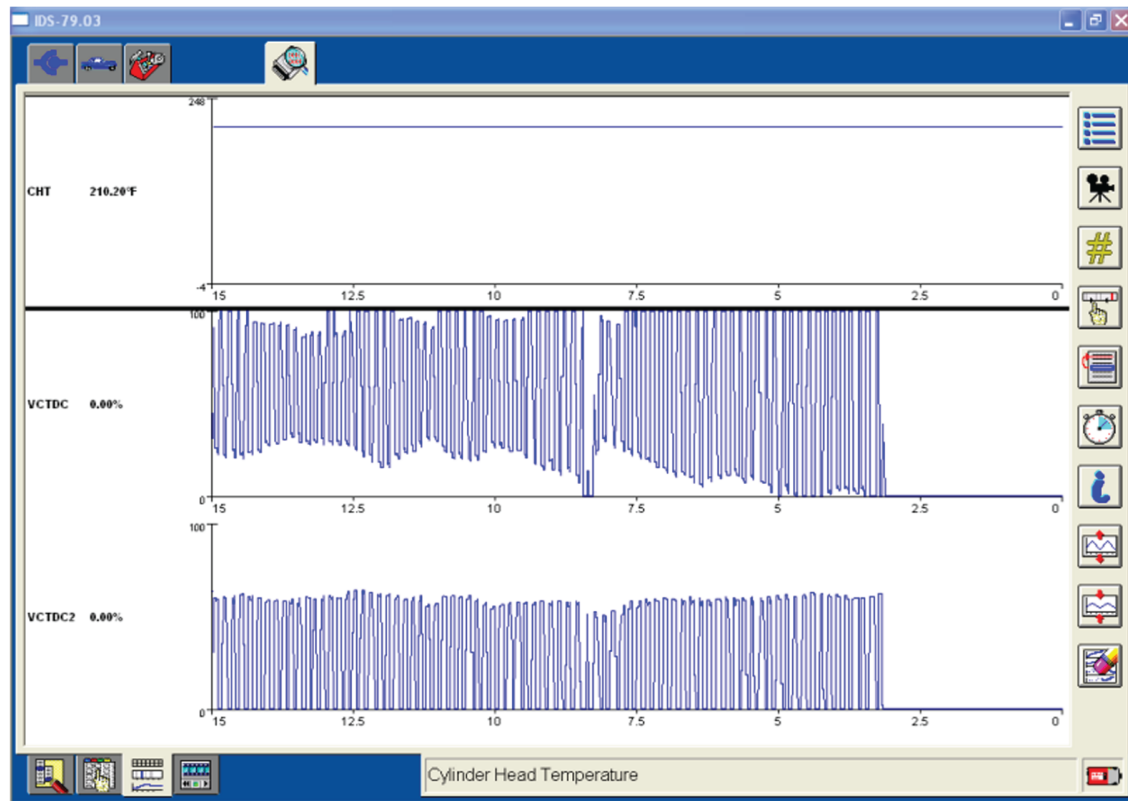 IDS-79.03
248
CHT 210.20°F
-4
15 12.5 10 7.5 5 2.5 0
100
VCTDC 0.00%
0
15 12.5 10 7.5 5 2.5 0
100
VCTDC2 0.00%
0
15 12.5 10 7.5 5 2.5 0
#
i
Cylinder Head Temperature